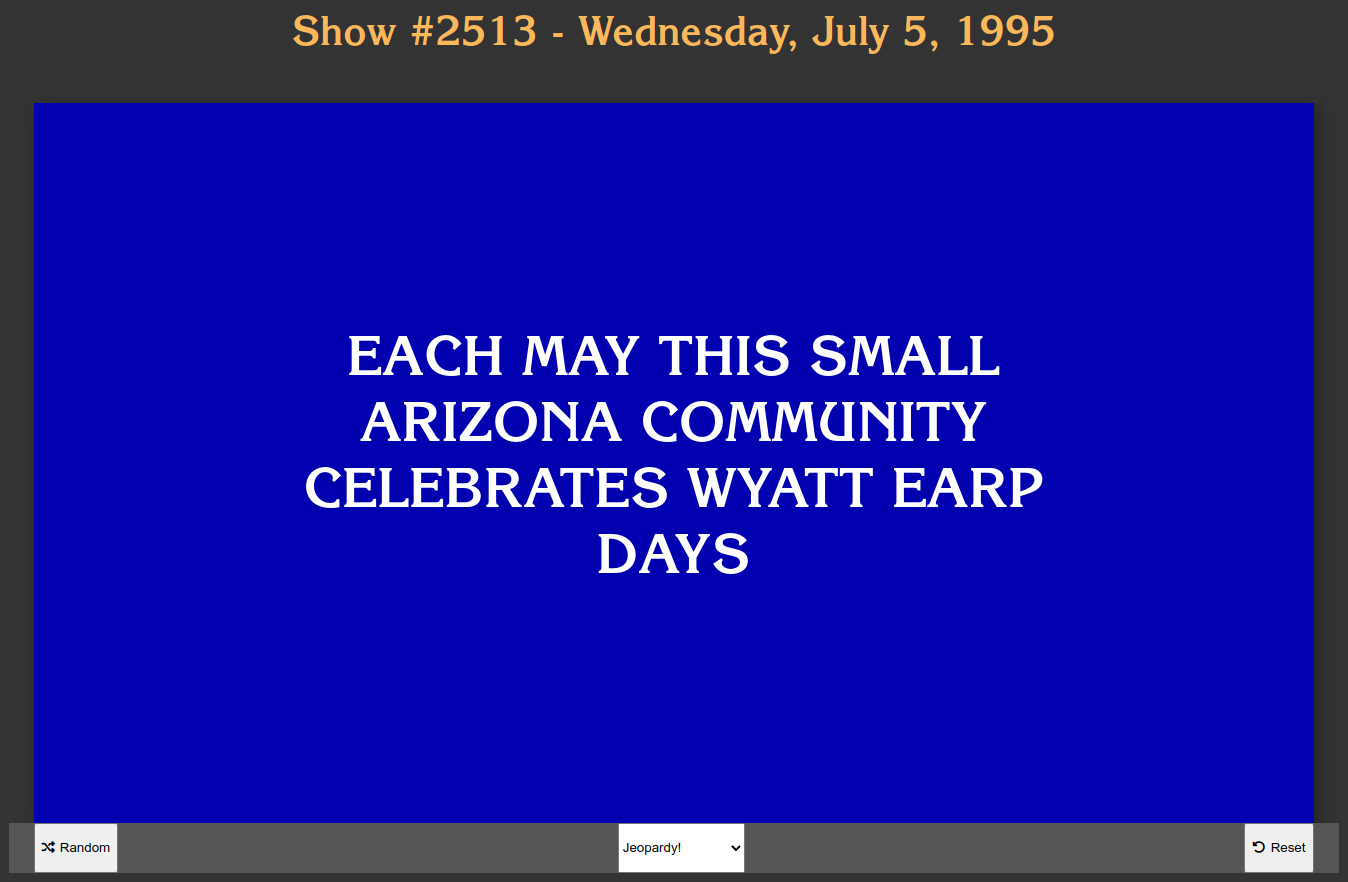 Show #2513 - Wednesday, July 5, 1995
EACH MAY THIS SMALL
ARIZONA COMMUNITY
CELEBRATES WYATT EARP
DAYS
Random
Jeopardy!
Reset